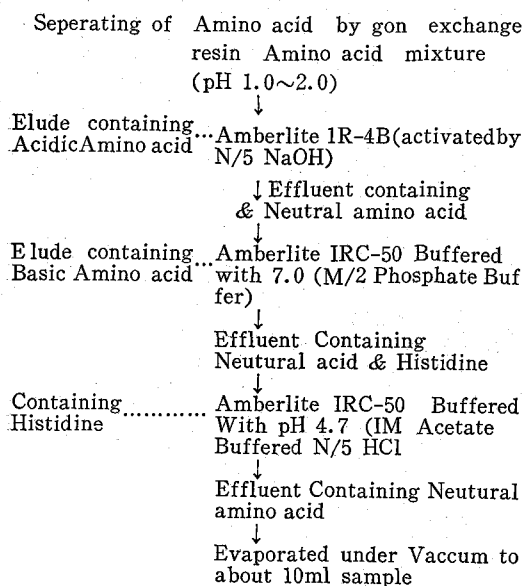 Seperating of Amino acid by gon exchange
resin Amino acid mixture
(pH 1.0~2.0)
↓
Elude containing
Acidic Amino acid ... Amberlite 1R-4B(activatedby
N/5 NaOH)
↓ Effluent containing
& Neutral amino acid
↓
Elude containing
Basic Amino acid ... Amberlite IRC-50 Buffered
with 7.0 (M/2 Phosphate Buf
fer)
↓
Effluent Containing
Neutural acid & Histidine
↓
Containing ............ Amberlite IRC-50 Buffered
Histidine
With pH 4.7 (IM Acetate
Buffered N/5 HCl
↓
Effluent Containing Neutural
amino acid
↓
Evaporated under Vaccum to
about 10ml sample